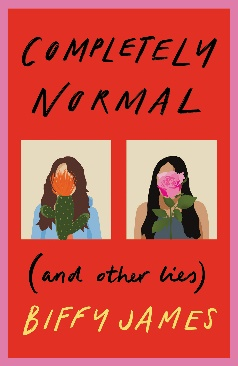 COMPLETELY
NORMAL
(and other lies)
BIFFY JAMES